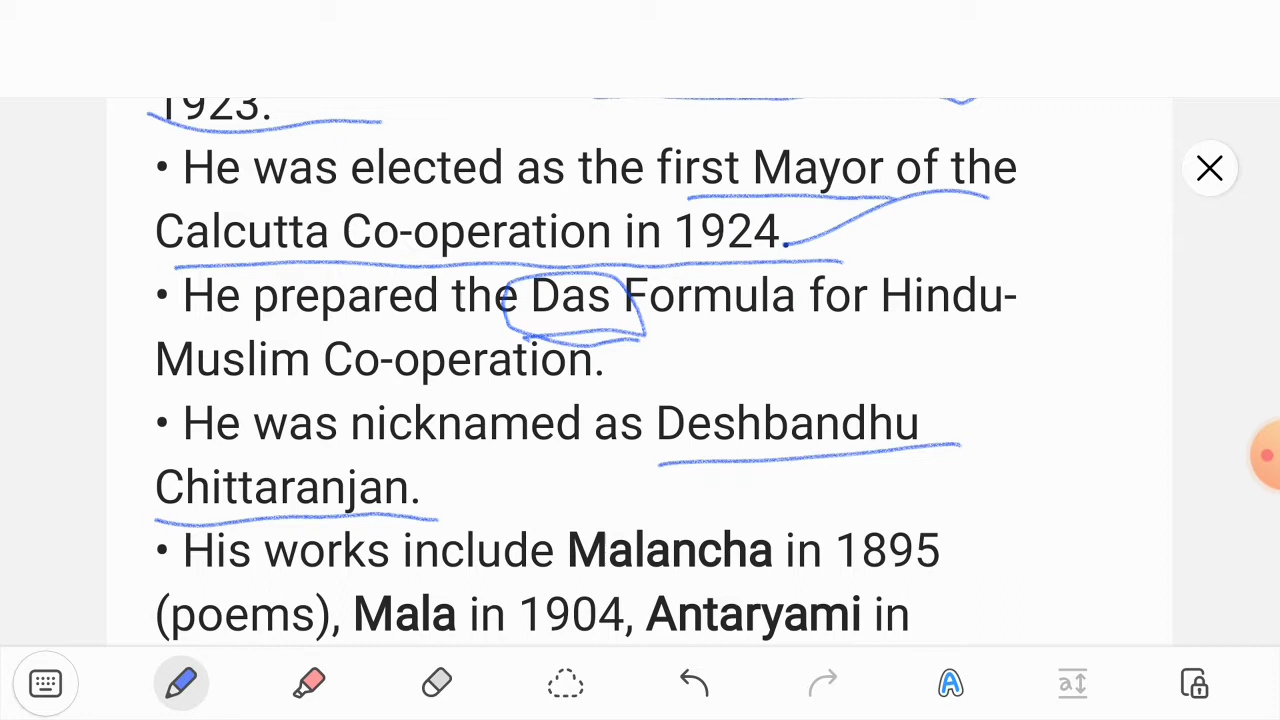 1923.
• He was elected as the first Mayor of the
Calcutta Co-operation in 1924.
• He prepared the Das Formula for Hindu-
Muslim Co-operation.
• He was nicknamed as Deshbandhu
Chittaranjan.
• His works include Malancha in 1895
(poems), Mala in 1904, Antaryami in